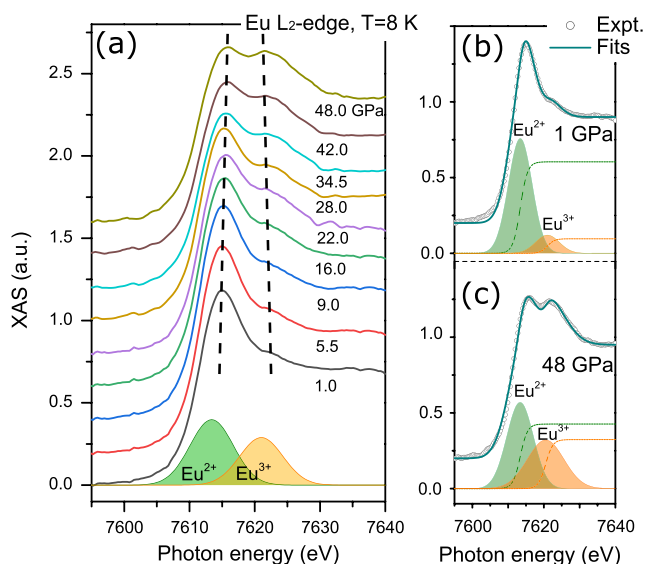 (a)
Eu L₂-edge, T=8 K
2.5
2.0
1.5
1.0
0.5
0.0
XAS (a.u.)
48.0 GPa
42.0
34.5
28.0
22.0
16.0
9.0
5.5
1.0
Eu²⁺
Eu³⁺
7600
7610
7620
7630
7640
Photon energy (eV)
(b)
Expt.
Fits
1.0
0.5
0.0
Eu²⁺
1 GPa
Eu³⁺
(c)
1.0
0.5
0.0
48 GPa
Eu²⁺
Eu³⁺
7600
7620
7640
Photon energy (eV)